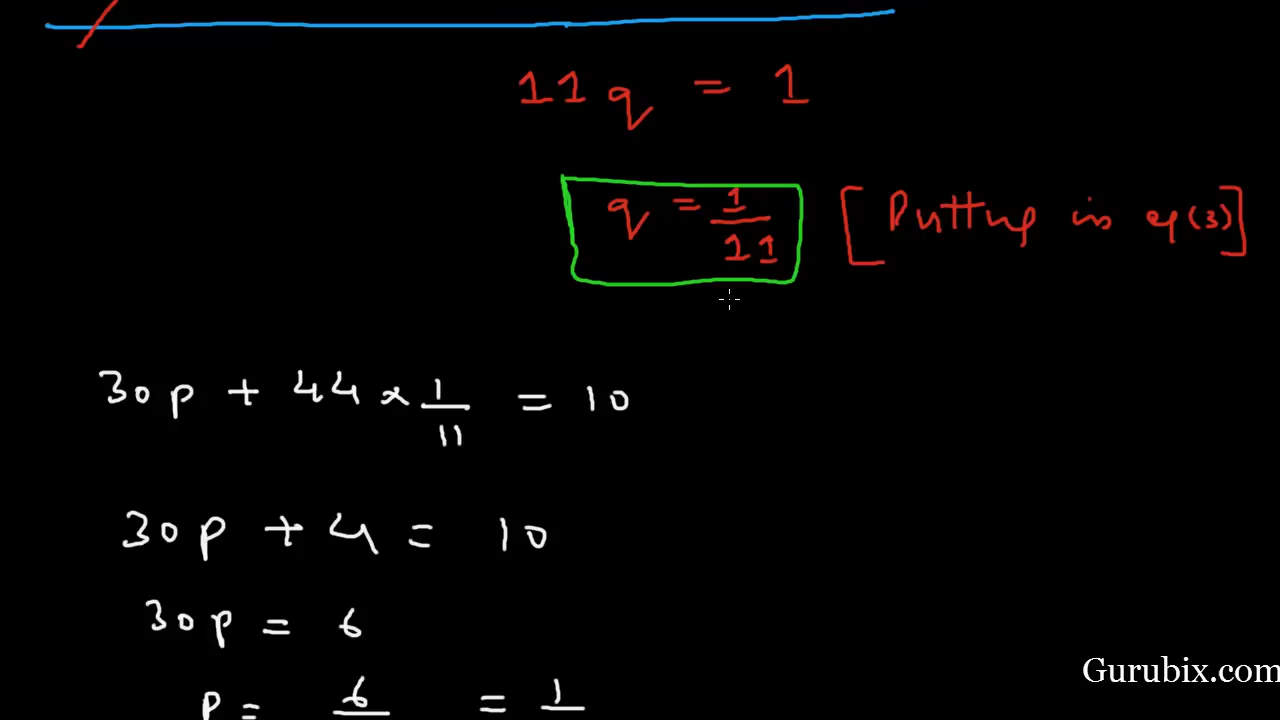 11q = 1
q = 1/11 [Putting in eq(3)]
30p + 44 × 1/11 = 10
30p + 4 = 10
30p = 6
p = 6 = 1
Gurubix.com